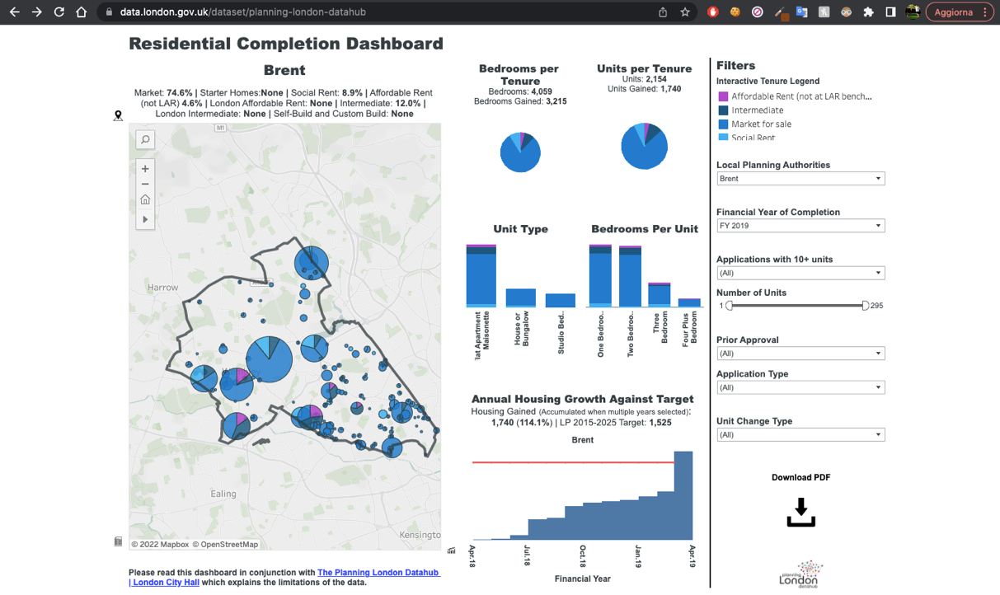 data.london.gov.uk/dataset/planning-london-datahub
Aggiorna
Residential Completion Dashboard
Brent
Market: 74.6% | Starter Homes:None | Social Rent: 8.9% | Affordable Rent
(not LAR) 4.6% | London Affordable Rent: None | Intermediate: 12.0% |
London Intermediate: None | Self-Build and Custom Build: None
M1
Harrow
Ealing
Kensingto
© 2022 Mapbox © OpenStreetMap
Please read this dashboard in conjunction with The Planning London Datahub
| London City Hall which explains the limitations of the data.
Bedrooms per
Tenure
Bedrooms: 4,059
Bedrooms Gained: 3,215
Units per Tenure
Units: 2,154
Units Gained: 1,740
Unit Type
lat Apartment
Maisonette
House or
Bungalow
Studio Bed..
Bedrooms Per Unit
One Bedroo..
Two Bedroo..
Three
Bedroom
Four Plus
Bedroom
Annual Housing Growth Against Target
Housing Gained (Accumulated when multiple years selected):
1,740 (114.1%) | LP 2015-2025 Target: 1,525
Brent
Apr.18
Jul.18
Oct.18
Jan.19
Apr.19
Financial Year
Filters
Interactive Tenure Legend
Affordable Rent (not at LAR bench...
Intermediate
Market for sale
Social Rent
Local Planning Authorities
Brent
Financial Year of Completion
FY 2019
Applications with 10+ units
(All)
Number of Units
1
295
Prior Approval
(All)
Application Type
(All)
Unit Change Type
(All)
Download PDF
planning
London
datahub